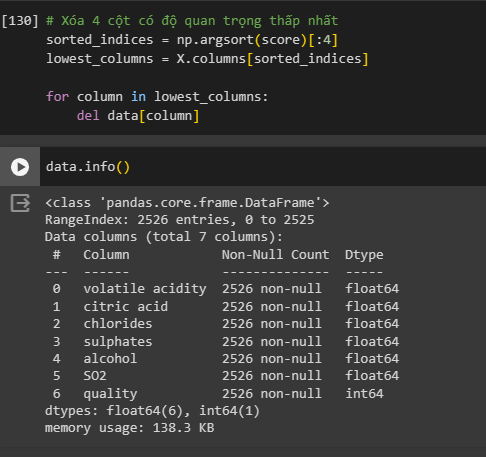 [130] # Xóa 4 cột có độ quan trọng thấp nhất
sorted_indices = np.argsort(score)[:4]
lowest_columns = X.columns[sorted_indices]
for column in lowest_columns:
    del data[column]
data.info()
<class 'pandas.core.frame.DataFrame'>
RangeIndex: 2526 entries, 0 to 2525
Data columns (total 7 columns):
 #   Column            Non-Null Count  Dtype
---  ------            --------------  -----
 0   volatile acidity  2526 non-null   float64
 1   citric acid       2526 non-null   float64
 2   chlorides         2526 non-null   float64
 3   sulphates         2526 non-null   float64
 4   alcohol           2526 non-null   float64
 5   SO2               2526 non-null   float64
 6   quality           2526 non-null   int64
dtypes: float64(6), int64(1)
memory usage: 138.3 KB